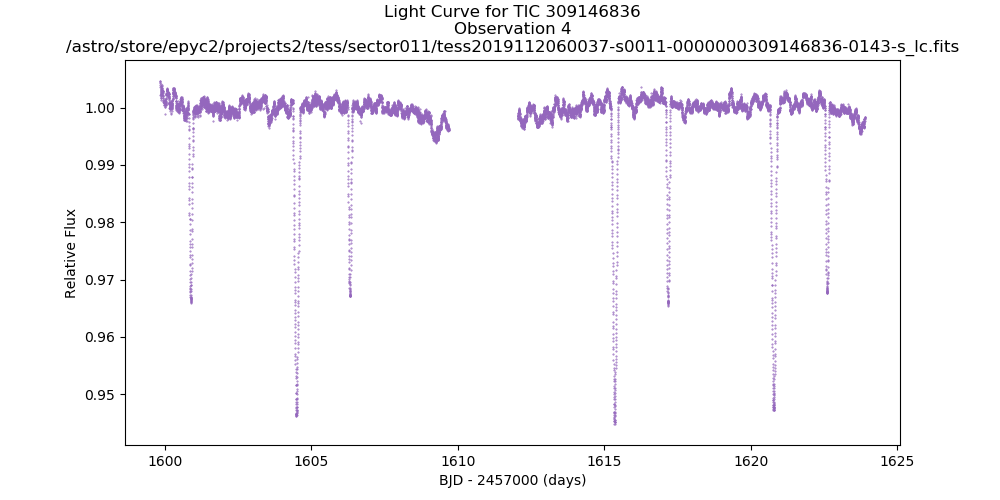 Light Curve for TIC 309146836
Observation 4
/astro/store/epyc2/projects2/tess/sector011/tess2019112060037-s0011-0000000309146836-0143-s_lc.fits
1.00
0.99
0.98
0.97
0.96
0.95
Relative Flux
1600
1605
1610
1615
1620
1625
BJD - 2457000 (days)